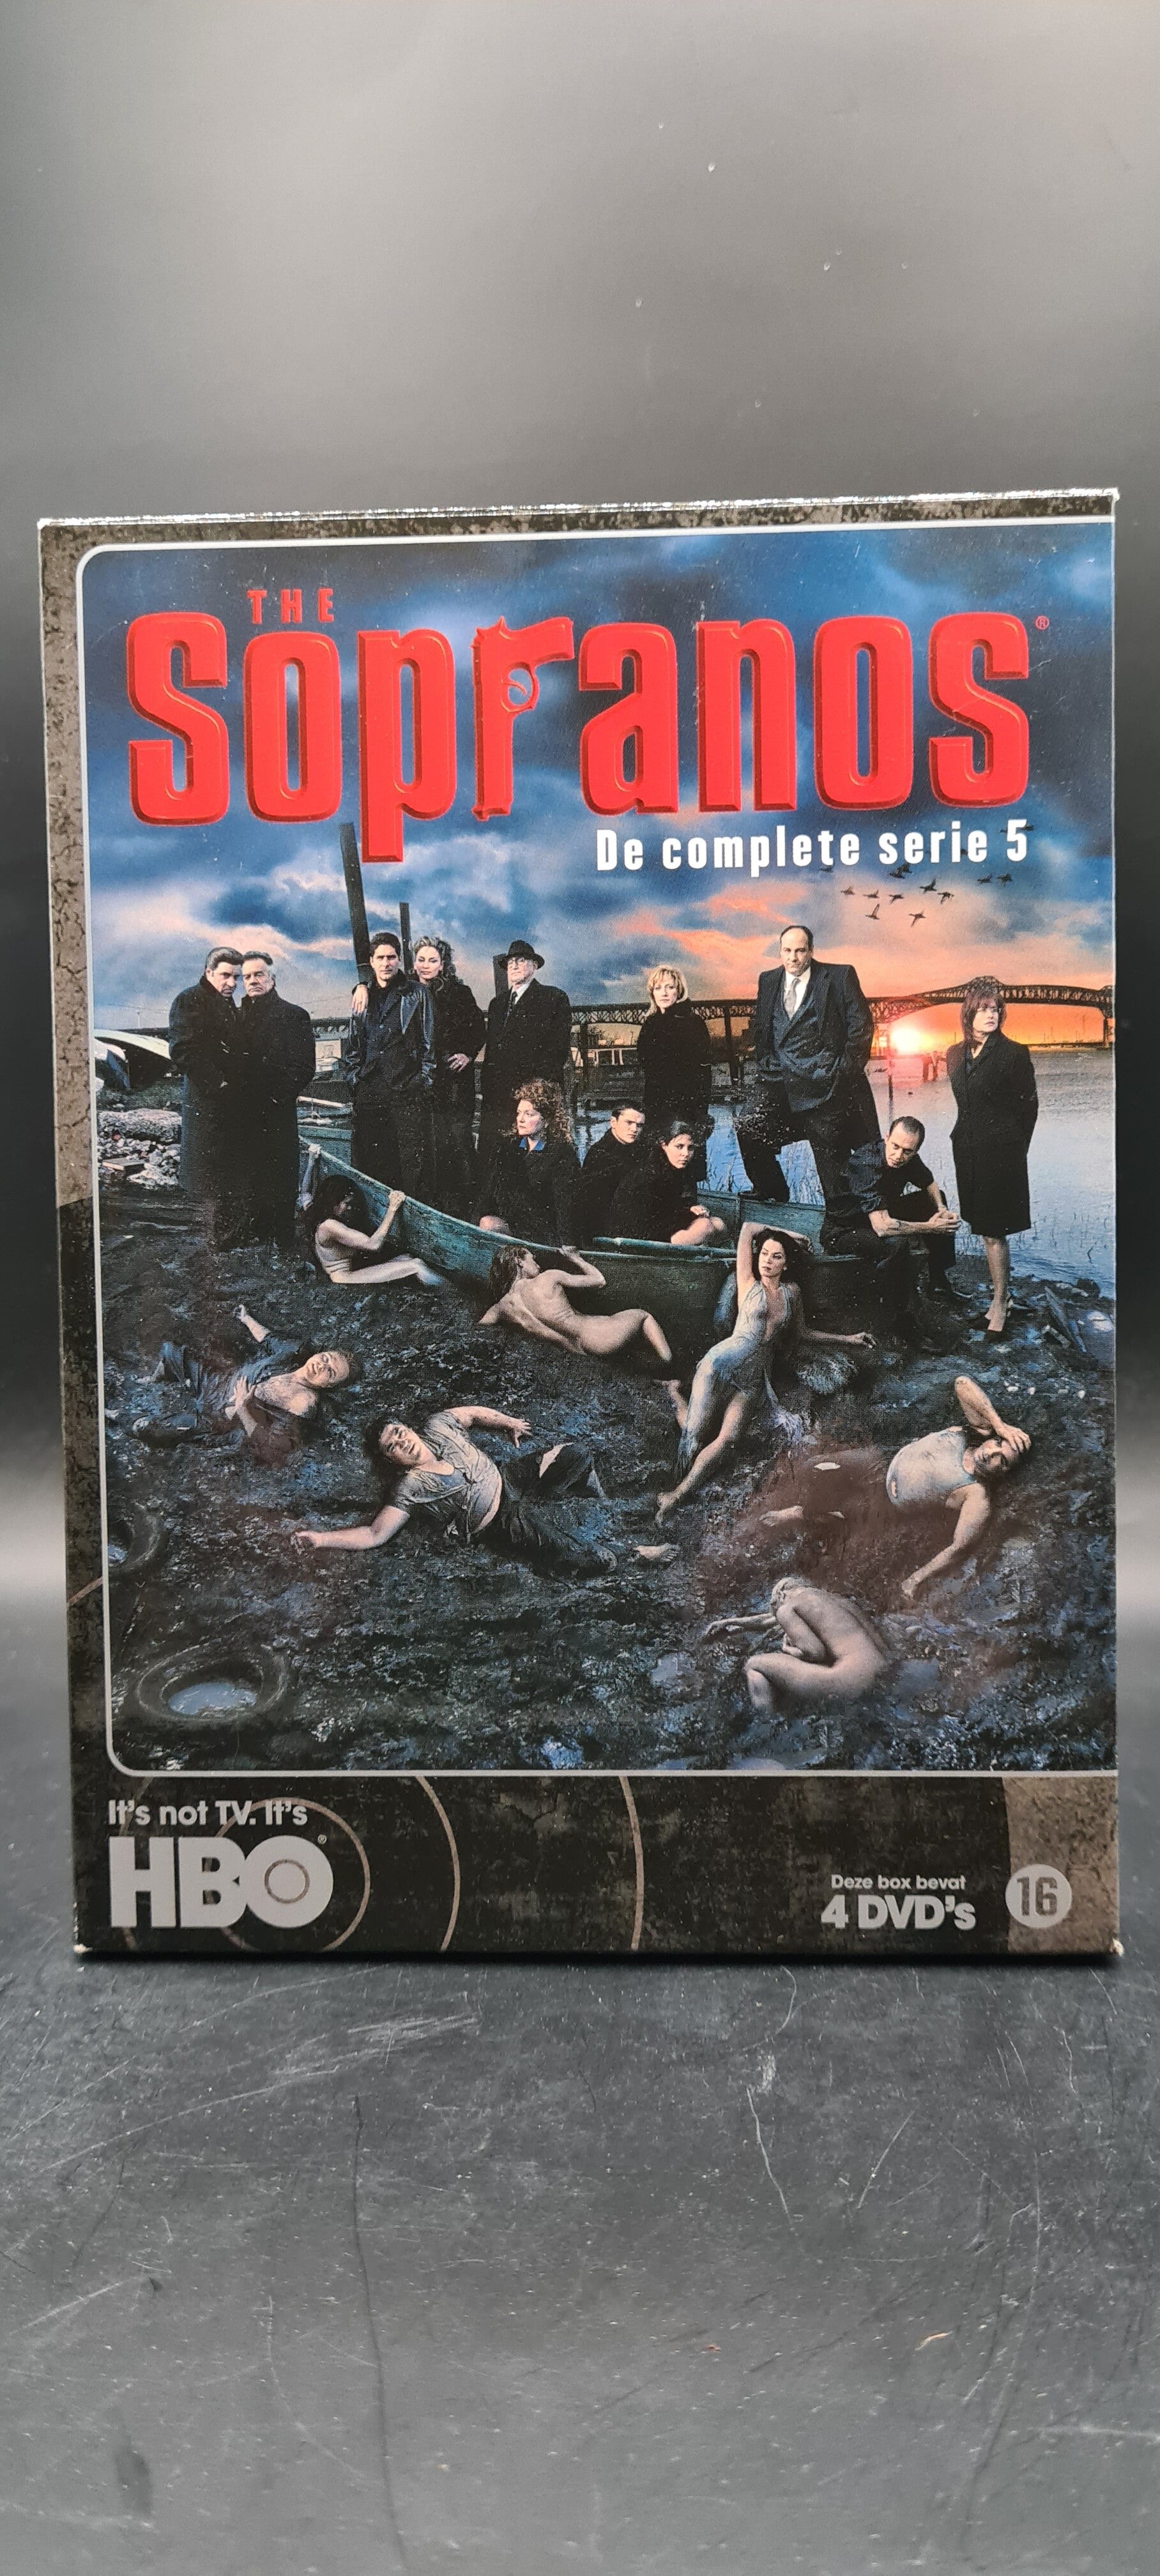 THE
Sopranos®
De complete serie 5
It's not TV. It's
HBO®
Deze box bevat
4 DVD's
16